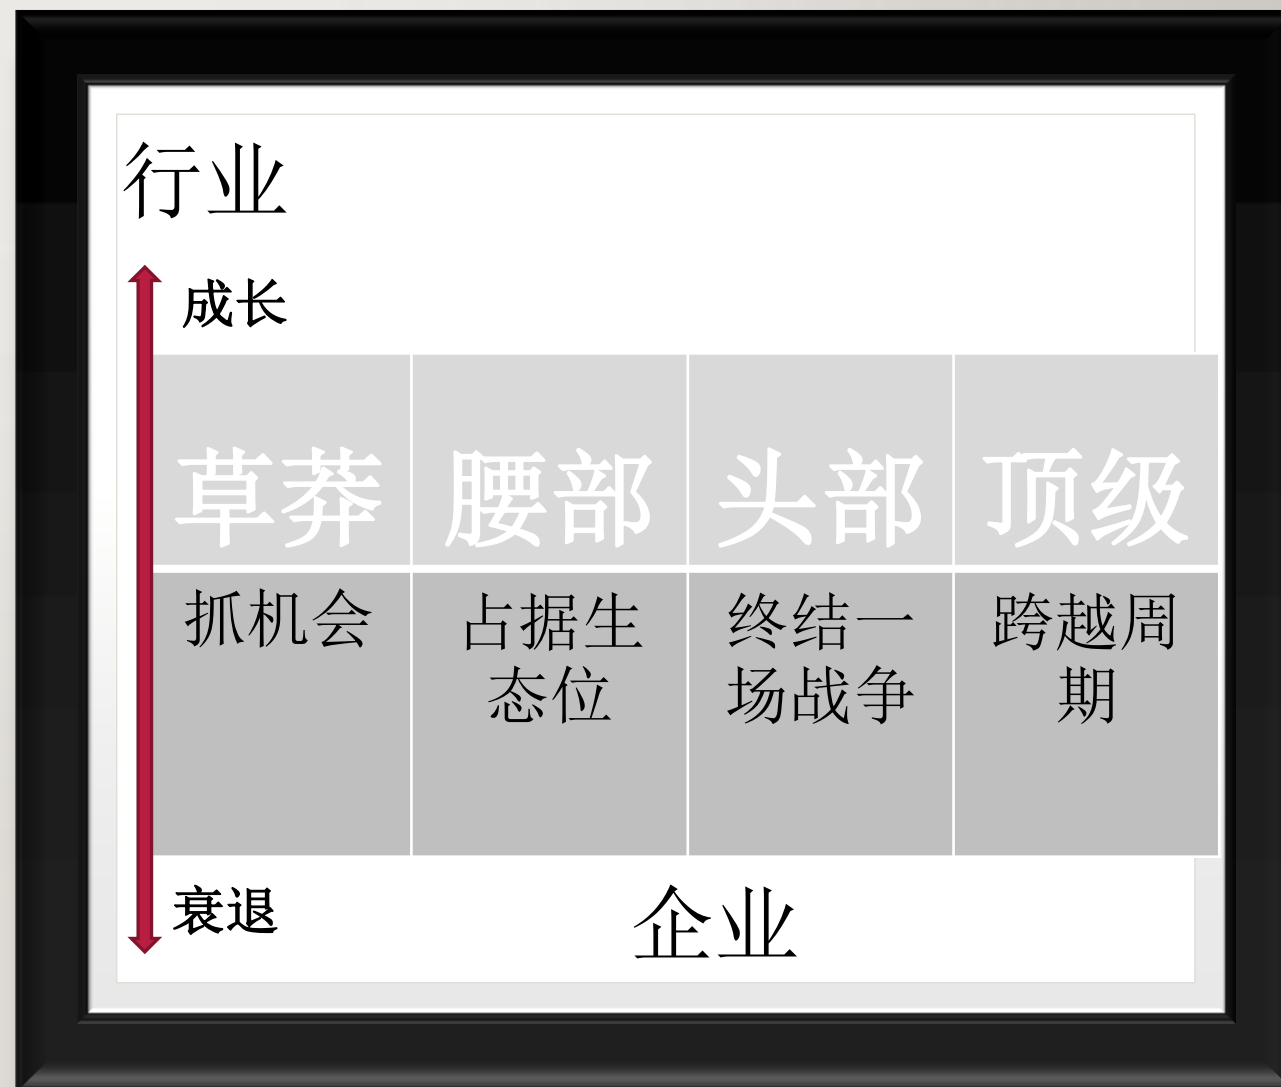 行业
成长
草莽
腰部
头部
顶级
抓机会
占据生
态位
终结一
场战争
跨越周
期
衰退
企业